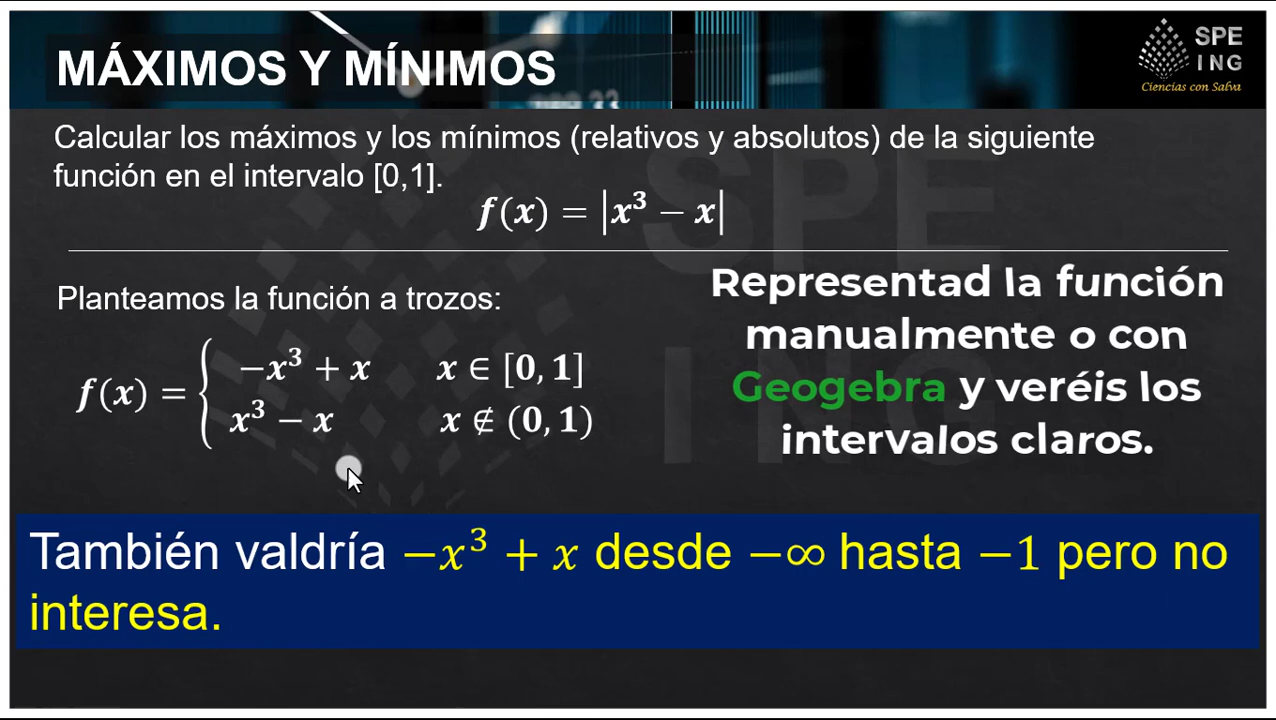 MÁXIMOS Y MÍNIMOS
SPE
ING
Ciencias con Salva
Calcular los máximos y los mínimos (relativos y absolutos) de la siguiente
función en el intervalo [0,1].
f(x) = |x³ − x|
Planteamos la función a trozos:
f(x) = { −x³ + x x ∈ [0, 1]
x³ − x x ∉ (0, 1)
Representad la función
manualmente o con
Geogebra y veréis los
intervalos claros.
También valdría −x³ + x desde −∞ hasta −1 pero no
interesa.
SPE
ING